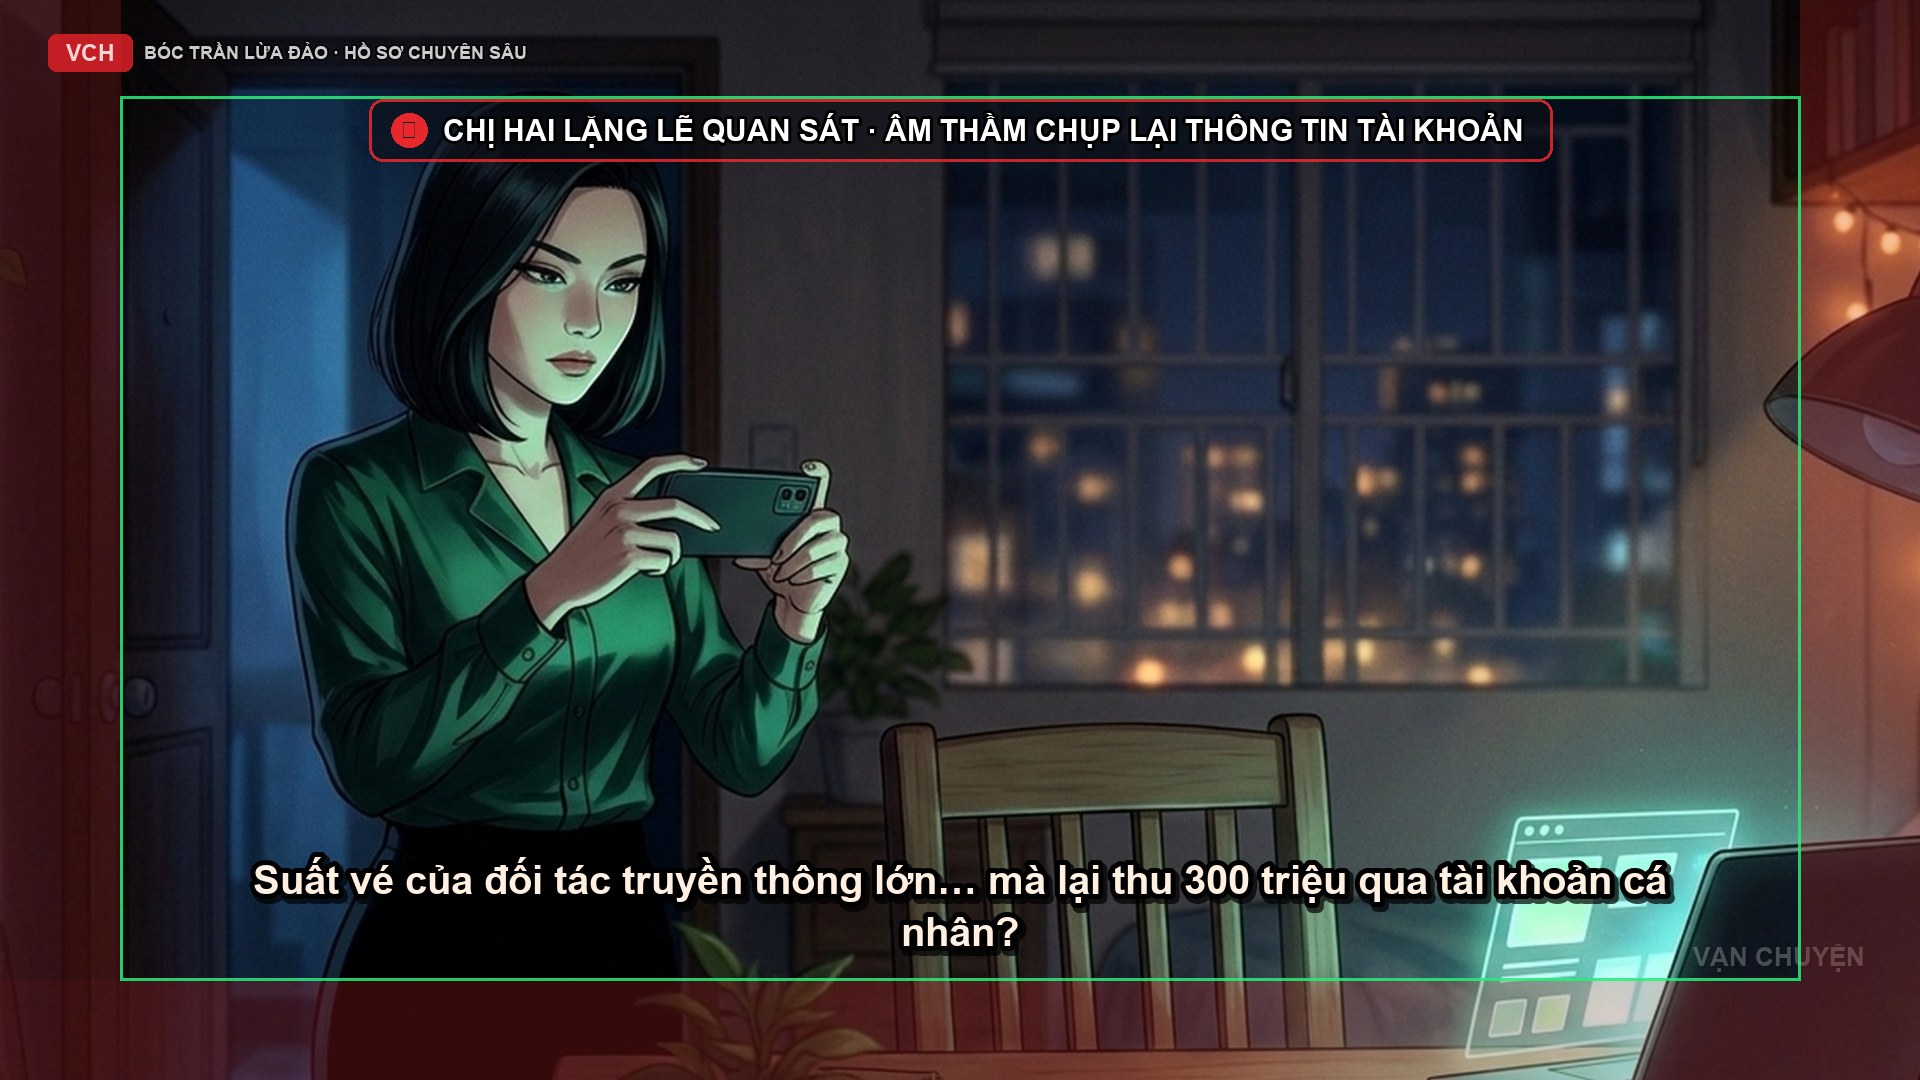 VCH BÓC TRẦN LỪA ĐẢO · HỒ SƠ CHUYÊN SÂU
CHỊ HAI LẶNG LẼ QUAN SÁT · ÂM THẦM CHỤP LẠI THÔNG TIN TÀI KHOẢN
Suất vé của đối tác truyền thông lớn... mà lại thu 300 triệu qua tài khoản cá
nhân?
VẠN CHUYỆN